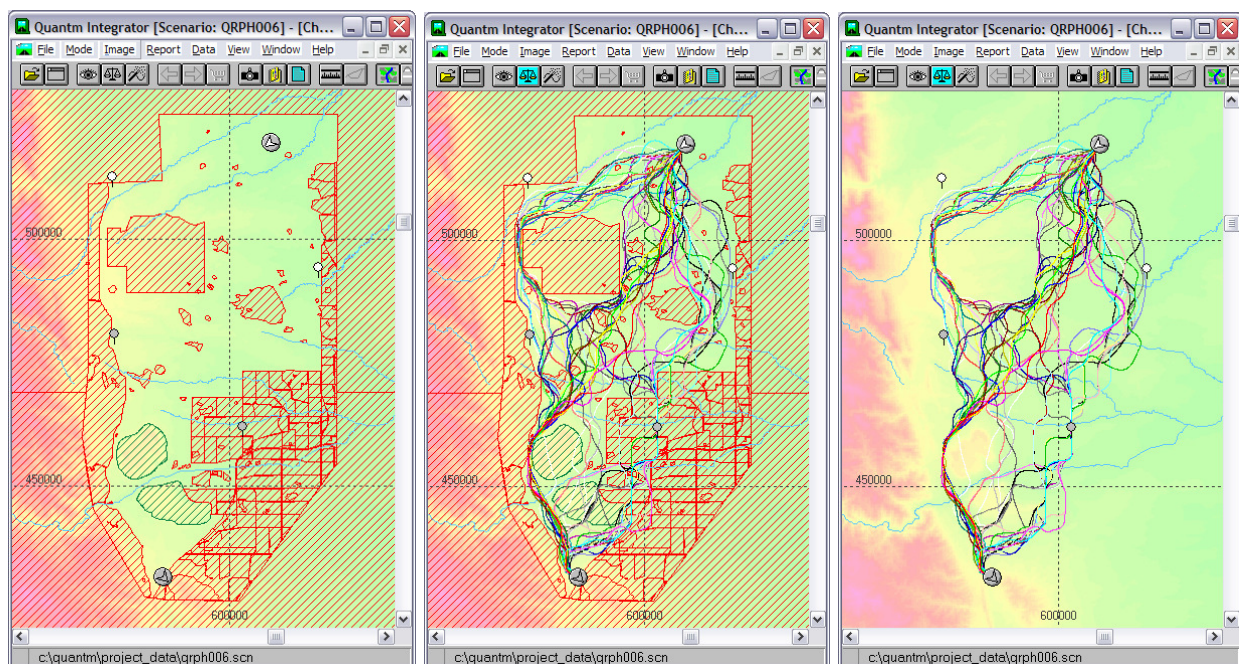 Quantm Integrator [Scenario: QRPH006] - [Ch...
File Mode Image Report Data View Window Help
500000
450000
600000
c:\quantm\project_data\qrph006.scn
Quantm Integrator [Scenario: QRPH006] - [Ch...
File Mode Image Report Data View Window Help
500000
450000
600000
c:\quantm\project_data\qrph006.scn
Quantm Integrator [Scenario: QRPH006] - [Ch...
File Mode Image Report Data View Window Help
500000
450000
600000
c:\quantm\project_data\qrph006.scn